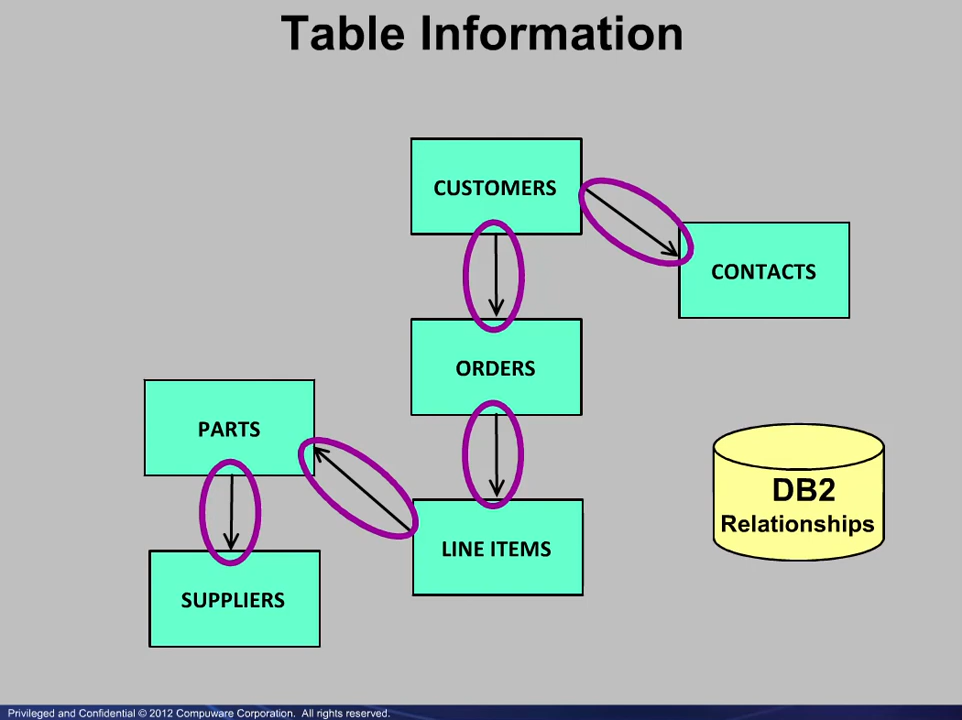 Table Information
CUSTOMERS
CONTACTS
ORDERS
PARTS
DB2
Relationships
LINE ITEMS
SUPPLIERS
Privileged and Confidential © 2012 Compuware Corporation. All rights reserved.